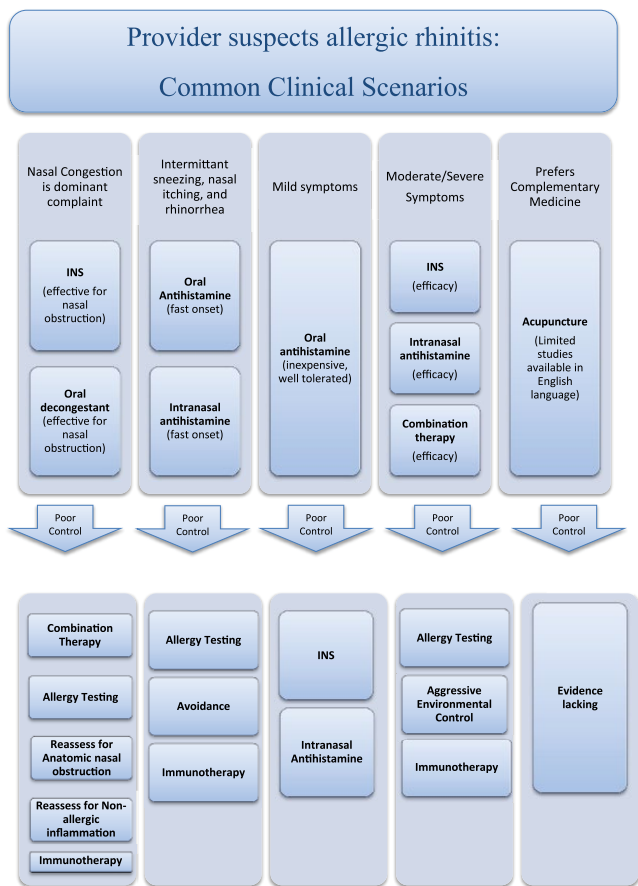 Provider suspects allergic rhinitis:
Common Clinical Scenarios
Nasal Congestion
is dominant
complaint
INS
(effective for
nasal
obstruction)
Oral
decongestant
(effective for
nasal
obstruction)
Intermittant
sneezing, nasal
itching, and
rhinorrhea
Oral
Antihistamine
(fast onset)
Intranasal
antihistamine
(fast onset)
Mild symptoms
Oral
antihistamine
(inexpensive,
well tolerated)
Moderate/Severe
Symptoms
INS
(efficacy)
Intranasal
antihistamine
(efficacy)
Combination
therapy
(efficacy)
Prefers
Complementary
Medicine
Acupuncture
(Limited
studies
available in
English
language)
Poor
Control
Poor
Control
Poor
Control
Poor
Control
Poor
Control
Combination
Therapy
Allergy Testing
Reassess for
Anatomic nasal
obstruction
Reassess for Non-
allergic
inflammation
Immunotherapy
Allergy Testing
Avoidance
Immunotherapy
INS
Intranasal
Antihistamine
Allergy Testing
Aggressive
Environmental
Control
Immunotherapy
Evidence
lacking